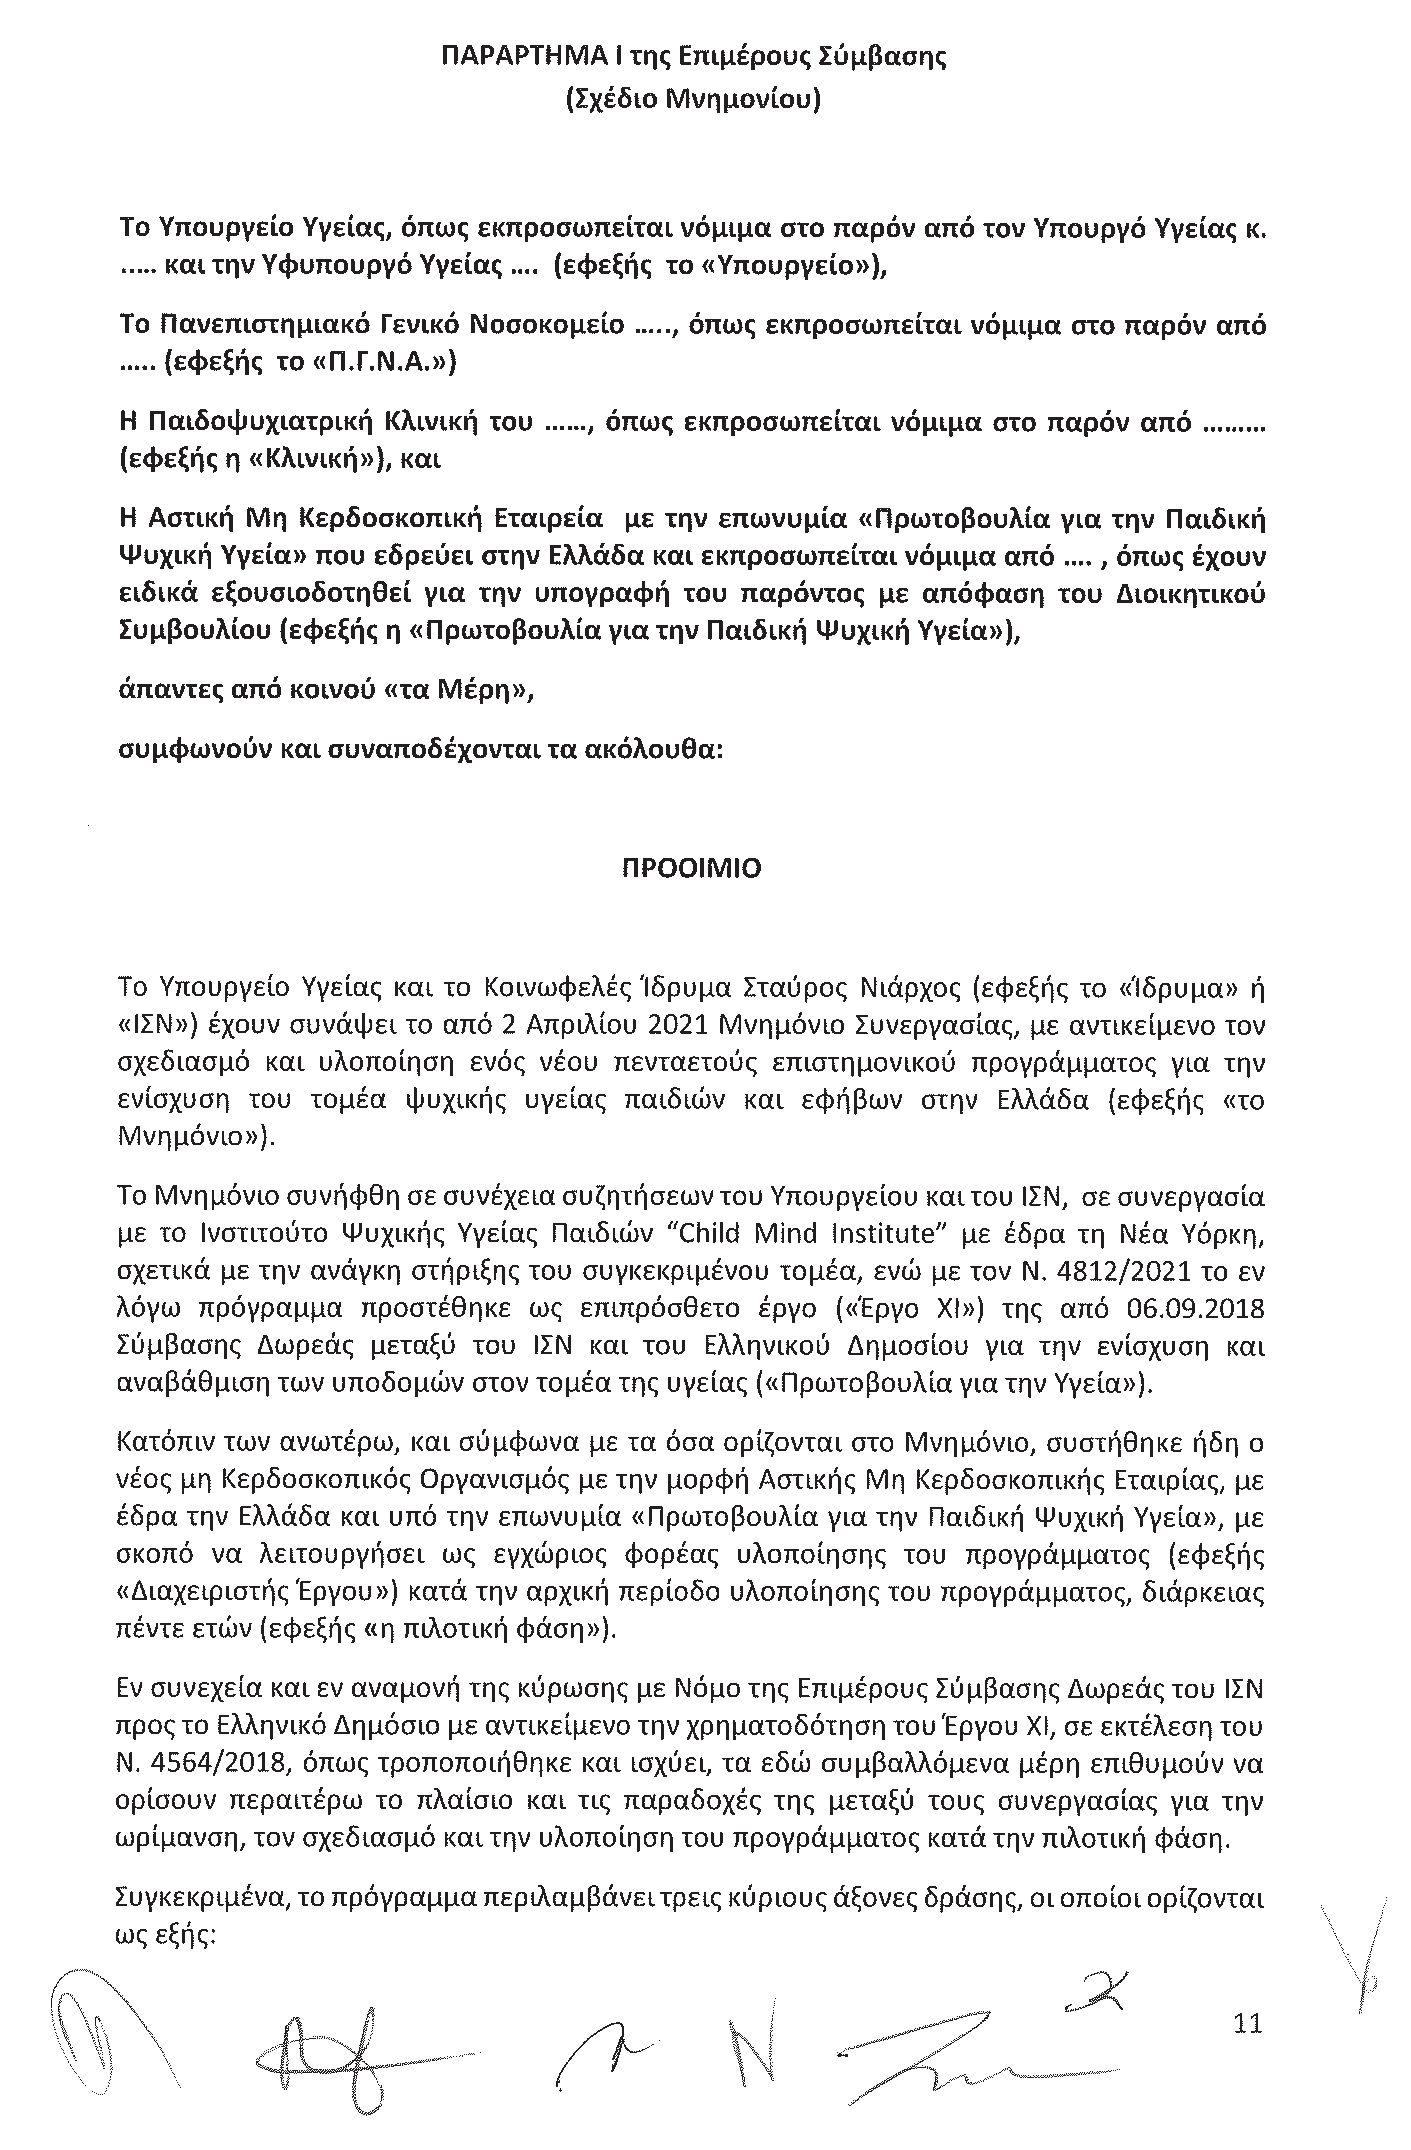 ΠΑΡΑΡΤΗΜΑ Ι της Επιμέρους Σύμβασης
(Σχέδιο Μνημονίου)
Το Υπουργείο Υγείας, όπως εκπροσωπείται νόμιμα στο παρόν από τον Υπουργό Υγείας κ.
..... και την Υφυπουργό Υγείας .... (εφεξής το «Υπουργείο»),
Το Πανεπιστημιακό Γενικό Νοσοκομείο ....., όπως εκπροσωπείται νόμιμα στο παρόν από
..... (εφεξής το «Π.Γ.Ν.Α.»)
Η Παιδοψυχιατρική Κλινική του ......, όπως εκπροσωπείται νόμιμα στο παρόν από .........
(εφεξής η «Κλινική»), και
Η Αστική Μη Κερδοσκοπική Εταιρεία με την επωνυμία «Πρωτοβουλία για την Παιδική
Ψυχική Υγεία» που εδρεύει στην Ελλάδα και εκπροσωπείται νόμιμα από .... , όπως έχουν
ειδικά εξουσιοδοτηθεί για την υπογραφή του παρόντος με απόφαση του Διοικητικού
Συμβουλίου (εφεξής η «Πρωτοβουλία για την Παιδική Ψυχική Υγεία»),
άπαντες από κοινού «τα Μέρη»,
συμφωνούν και συναποδέχονται τα ακόλουθα:
ΠΡΟΟΙΜΙΟ
Το Υπουργείο Υγείας και το Κοινωφελές Ίδρυμα Σταύρος Νιάρχος (εφεξής το «Ίδρυμα» ή
«ΙΣΝ») έχουν συνάψει το από 2 Απριλίου 2021 Μνημόνιο Συνεργασίας, με αντικείμενο τον
σχεδιασμό και υλοποίηση ενός νέου πενταετούς επιστημονικού προγράμματος για την
ενίσχυση του τομέα ψυχικής υγείας παιδιών και εφήβων στην Ελλάδα (εφεξής «το
Μνημόνιο»).
Το Μνημόνιο συνήφθη σε συνέχεια συζητήσεων του Υπουργείου και του ΙΣΝ, σε συνεργασία
με το Ινστιτούτο Ψυχικής Υγείας Παιδιών "Child Mind Institute" με έδρα τη Νέα Υόρκη,
σχετικά με την ανάγκη στήριξης του συγκεκριμένου τομέα, ενώ με τον Ν. 4812/2021 το εν
λόγω πρόγραμμα προστέθηκε ως επιπρόσθετο έργο («Έργο ΧΙ») της από 06.09.2018
Σύμβασης Δωρεάς μεταξύ του ΙΣΝ και του Ελληνικού Δημοσίου για την ενίσχυση και
αναβάθμιση των υποδομών στον τομέα της υγείας («Πρωτοβουλία για την Υγεία»).
Κατόπιν των ανωτέρω, και σύμφωνα με τα όσα ορίζονται στο Μνημόνιο, συστήθηκε ήδη ο
νέος μη Κερδοσκοπικός Οργανισμός με την μορφή Αστικής Μη Κερδοσκοπικής Εταιρίας, με
έδρα την Ελλάδα και υπό την επωνυμία «Πρωτοβουλία για την Παιδική Ψυχική Υγεία», με
σκοπό να λειτουργήσει ως εγχώριος φορέας υλοποίησης του προγράμματος (εφεξής
«Διαχειριστής Έργου») κατά την αρχική περίοδο υλοποίησης του προγράμματος, διάρκειας
πέντε ετών (εφεξής «η πιλοτική φάση»).
Εν συνεχεία και εν αναμονή της κύρωσης με Νόμο της Επιμέρους Σύμβασης Δωρεάς του ΙΣΝ
προς το Ελληνικό Δημόσιο με αντικείμενο την χρηματοδότηση του Έργου ΧΙ, σε εκτέλεση του
Ν. 4564/2018, όπως τροποποιήθηκε και ισχύει, τα εδώ συμβαλλόμενα μέρη επιθυμούν να
ορίσουν περαιτέρω το πλαίσιο και τις παραδοχές της μεταξύ τους συνεργασίας για την
ωρίμανση, τον σχεδιασμό και την υλοποίηση του προγράμματος κατά την πιλοτική φάση.
Συγκεκριμένα, το πρόγραμμα περιλαμβάνει τρεις κύριους άξονες δράσης, οι οποίοι ορίζονται
ως εξής:
11